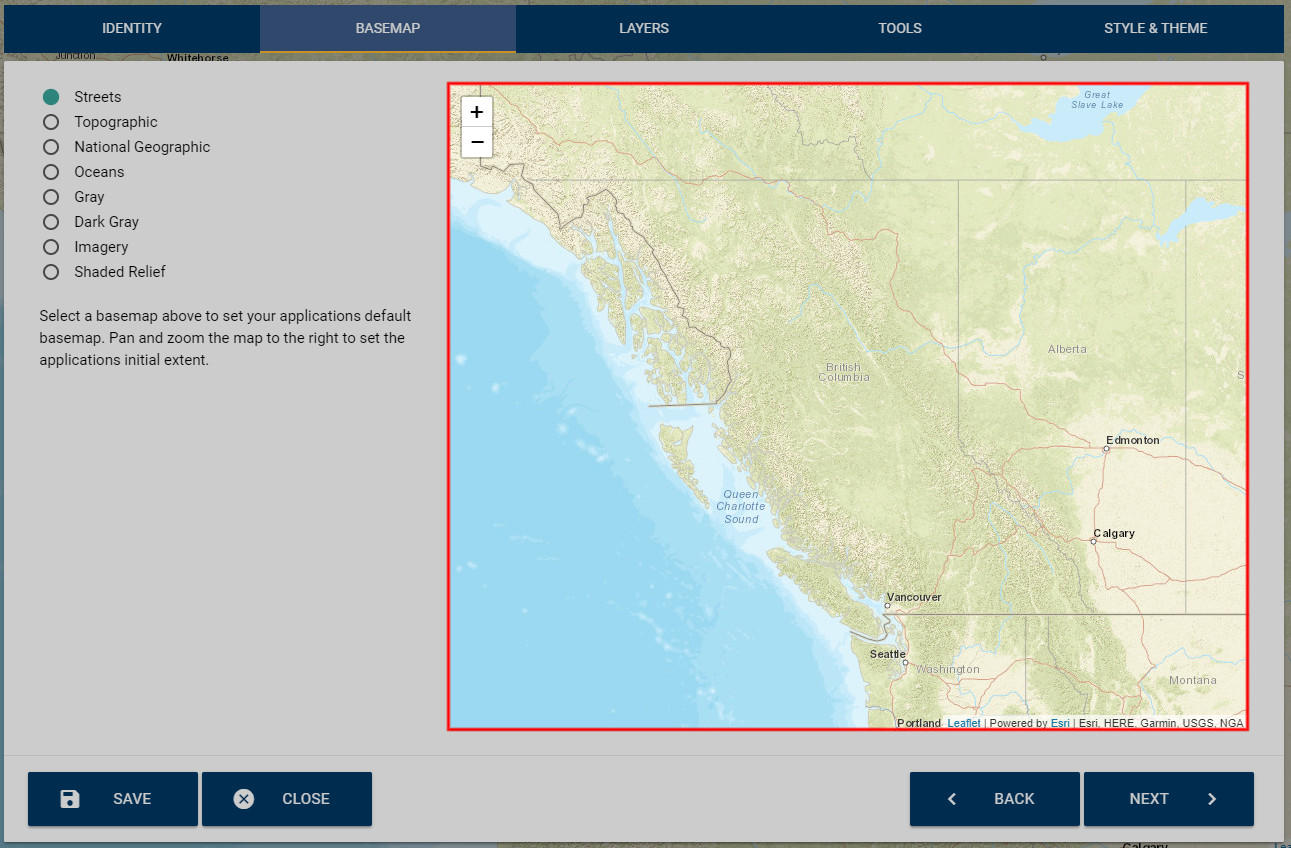 IDENTITY
BASEMAP
LAYERS
TOOLS
STYLE & THEME
Junction
Whitehorse
Streets
Topographic
National Geographic
Oceans
Gray
Dark Gray
Imagery
Shaded Relief
Select a basemap above to set your applications default
basemap. Pan and zoom the map to the right to set the
applications initial extent.
+
−
Great
Slave Lake
Alberta
British
Columbia
S
Edmonton
Queen
Charlotte
Sound
Calgary
Vancouver
Seattle
Washington
Montana
Portland
Leaflet | Powered by Esri | Esri, HERE, Garmin, USGS, NGA
SAVE
CLOSE
BACK
NEXT
Calgary
Lea